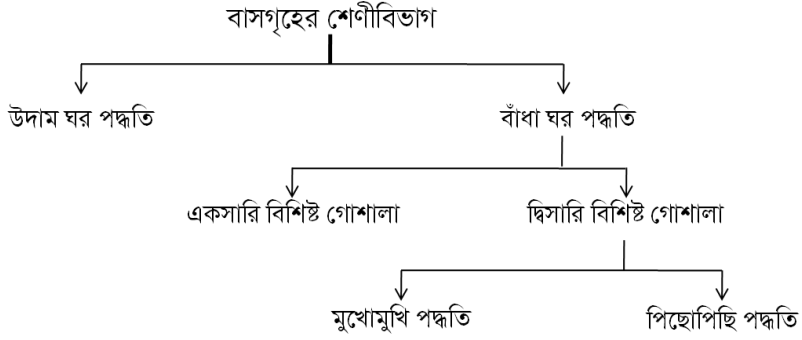 বাসগৃহের শেণীবিভাগ
উদাম ঘর পদ্ধতি
বাঁধা ঘর পদ্ধতি
একসারি বিশিষ্ট গোশালা
দ্বিসারি বিশিষ্ট গোশালা
মুখোমুখি পদ্ধতি
পিছোপিছি পদ্ধতি